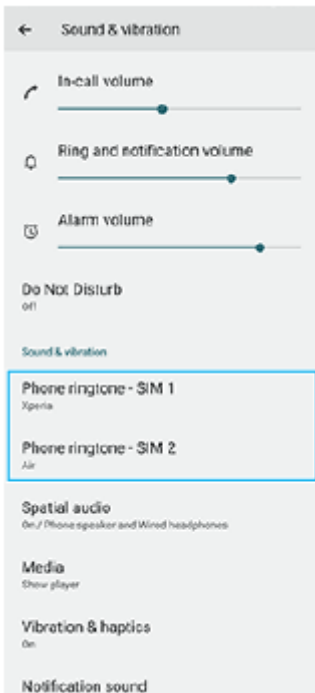 Sound & vibration
In-call volume
Ring and notification volume
Alarm volume
Do Not Disturb
Off
Sound & vibration
Phone ringtone - SIM 1
Xperia
Phone ringtone - SIM 2
Air
Spatial audio
On / Phone speaker and Wired headphones
Media
Show player
Vibration & haptics
On
Notification sound